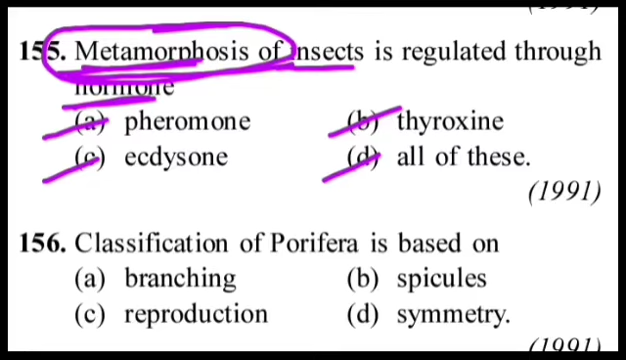 155. Metamorphosis of insects is regulated through
hormone
(a) pheromone (b) thyroxine
(c) ecdysone (d) all of these.
(1991)
156. Classification of Porifera is based on
(a) branching (b) spicules
(c) reproduction (d) symmetry.
(1991)